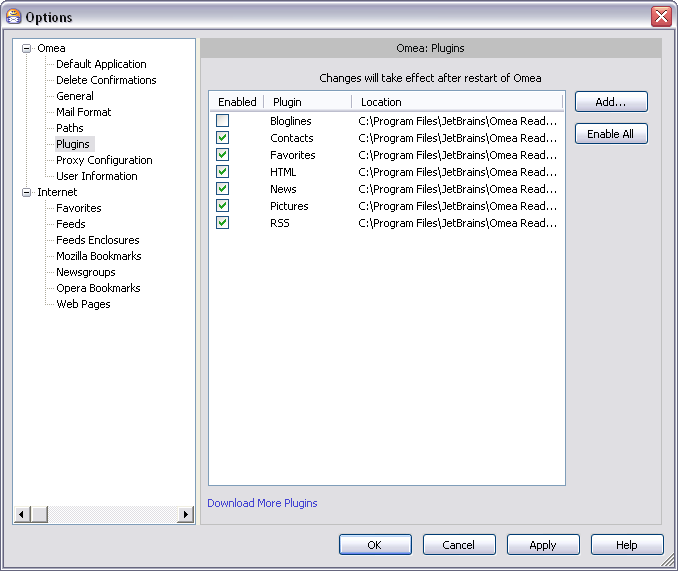 Options
Omea
Default Application
Delete Confirmations
General
Mail Format
Paths
Plugins
Proxy Configuration
User Information
Internet
Favorites
Feeds
Feeds Enclosures
Mozilla Bookmarks
Newsgroups
Opera Bookmarks
Web Pages
Omea: Plugins
Changes will take effect after restart of Omea
Enabled Plugin Location
Bloglines C:\Program Files\JetBrains\Omea Read...
Contacts C:\Program Files\JetBrains\Omea Read...
Favorites C:\Program Files\JetBrains\Omea Read...
HTML C:\Program Files\JetBrains\Omea Read...
News C:\Program Files\JetBrains\Omea Read...
Pictures C:\Program Files\JetBrains\Omea Read...
RSS C:\Program Files\JetBrains\Omea Read...
Add...
Enable All
Download More Plugins
OK Cancel Apply Help